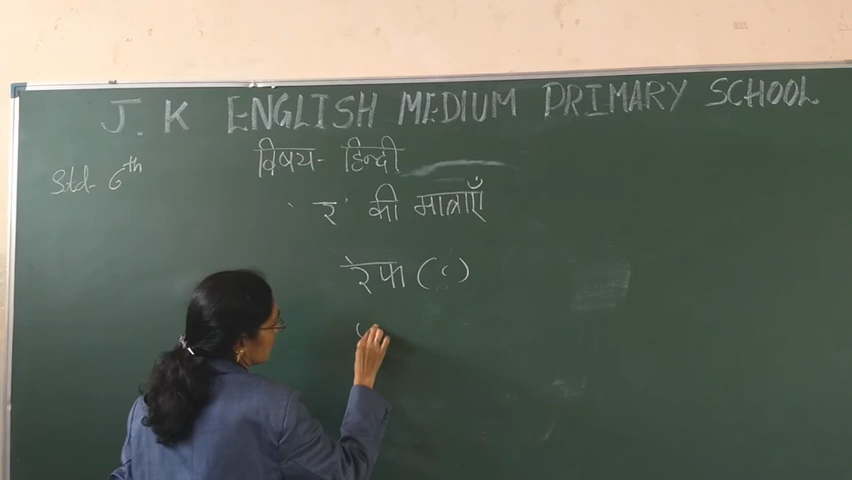 J. K ENGLISH MEDIUM PRIMARY SCHOOL
Std- 6th
विषय- हिन्दी
'र' की मात्राएँ
रेफ (र्)